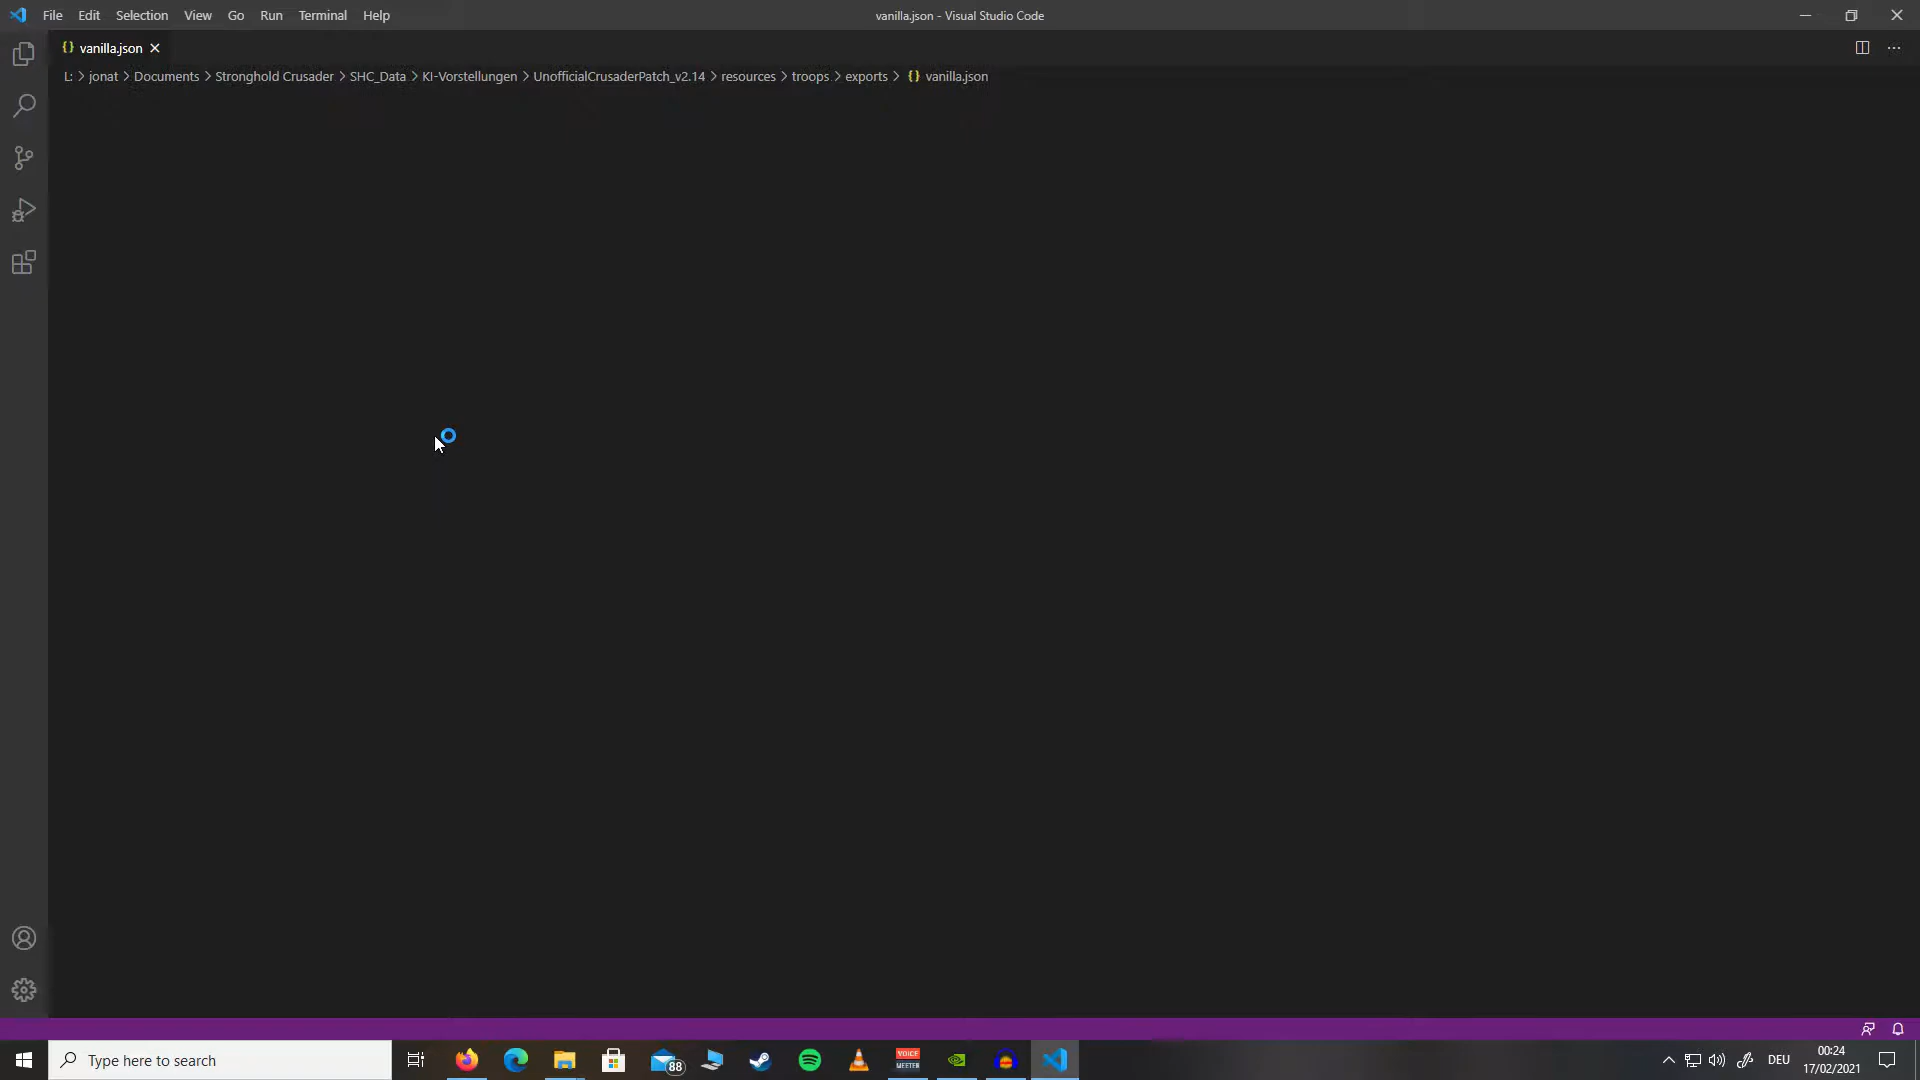 File Edit Selection View Go Run Terminal Help
vanilla.json - Visual Studio Code
{} vanilla.json
L: > jonat > Documents > Stronghold Crusader > SHC_Data > KI-Vorstellungen > UnofficialCrusaderPatch_v2.14 > resources > troops > exports > {} vanilla.json
Type here to search
88
VOICE
MEETER
DEU
00:24
17/02/2021